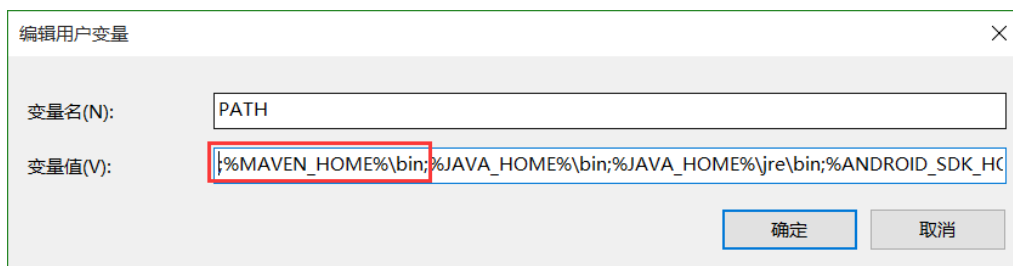 编辑用户变量
变量名(N):
PATH
变量值(V):
;%MAVEN_HOME%\bin;%JAVA_HOME%\bin;%JAVA_HOME%\jre\bin;%ANDROID_SDK_HO
确定
取消